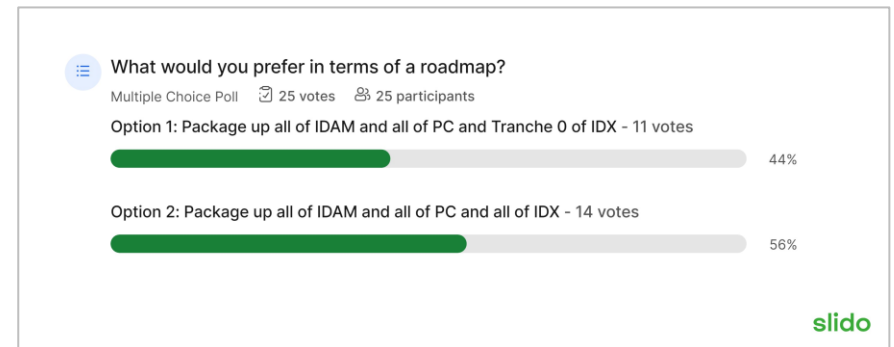 What would you prefer in terms of a roadmap?
Multiple Choice Poll 25 votes 25 participants
Option 1: Package up all of IDAM and all of PC and Tranche 0 of IDX - 11 votes
44%
Option 2: Package up all of IDAM and all of PC and all of IDX - 14 votes
56%
slido